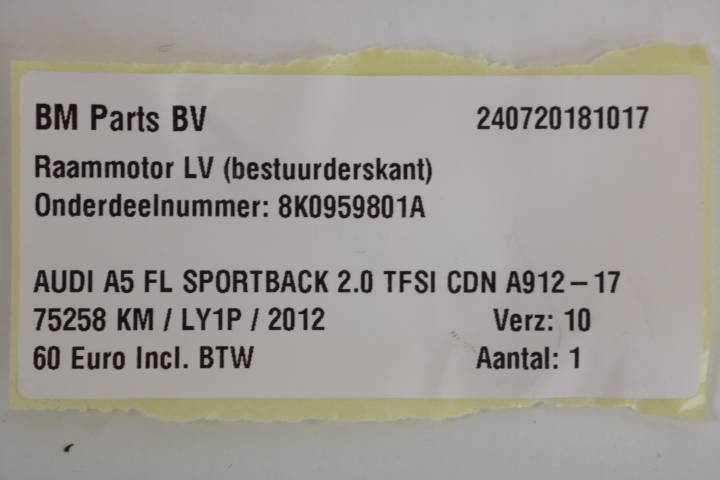 BM Parts BV 240720181017
Raammotor LV (bestuurderskant)
Onderdeelnummer: 8K0959801A
AUDI A5 FL SPORTBACK 2.0 TFSI CDN A912-17
75258 KM / LY1P / 2012 Verz: 10
60 Euro Incl. BTW Aantal: 1